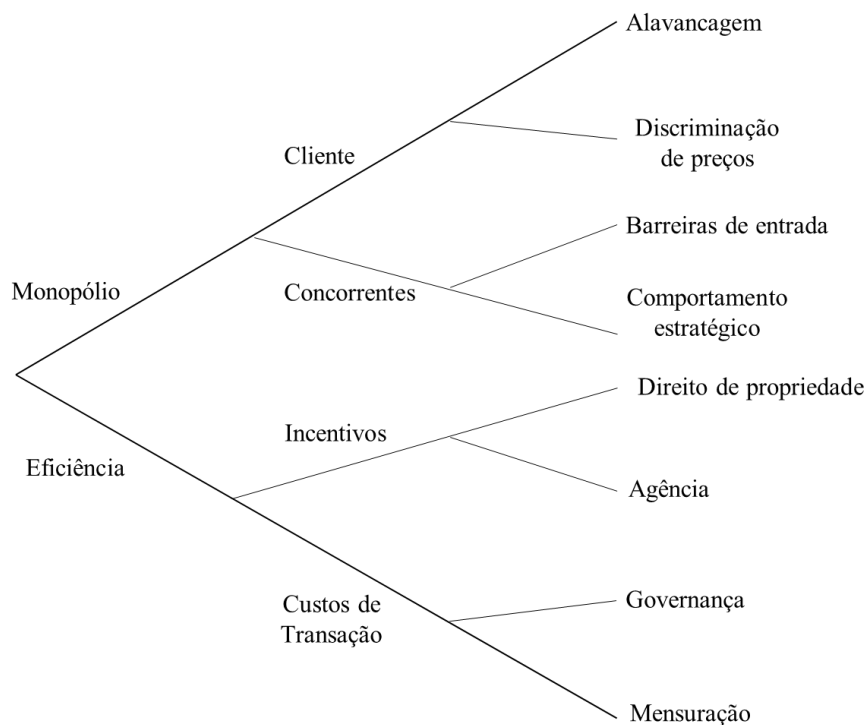 Alavancagem
Discriminação
de preços
Cliente
Barreiras de entrada
Monopólio
Concorrentes
Comportamento
estratégico
Direito de propriedade
Incentivos
Eficiência
Agência
Custos de
Transação
Governança
Mensuração